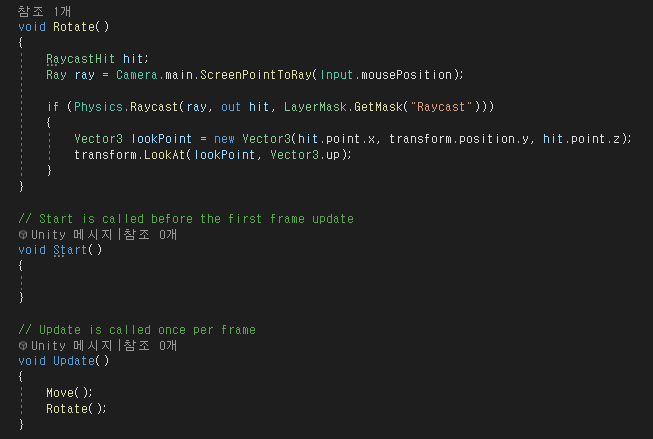 참조 1개
void Rotate()
{
RaycastHit hit;
Ray ray = Camera.main.ScreenPointToRay(Input.mousePosition);
if (Physics.Raycast(ray, out hit, LayerMask.GetMask("Raycast")))
{
Vector3 lookPoint = new Vector3(hit.point.x, transform.position.y, hit.point.z);
transform.LookAt(lookPoint, Vector3.up);
}
}
// Start is called before the first frame update
Unity 메시지|참조 0개
void Start()
{
}
// Update is called once per frame
Unity 메시지|참조 0개
void Update()
{
Move();
Rotate();
}